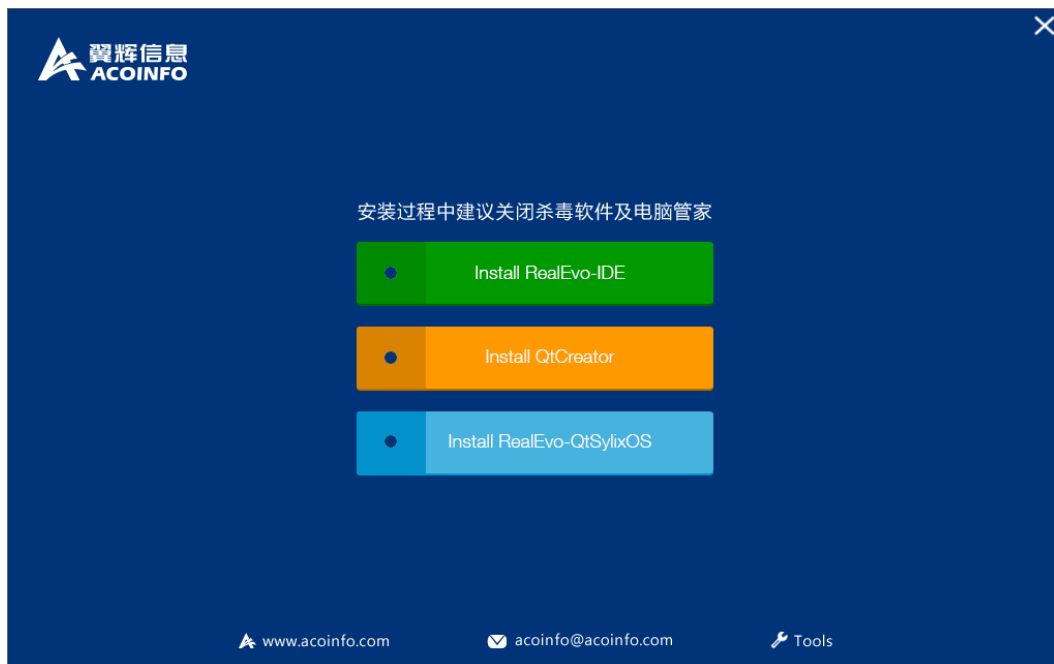 翼辉信息
ACOINFO
安装过程中建议关闭杀毒软件及电脑管家
Install RealEvo-IDE
Install QtCreator
Install RealEvo-QtSylixOS
www.acoinfo.com
acoinfo@acoinfo.com
Tools